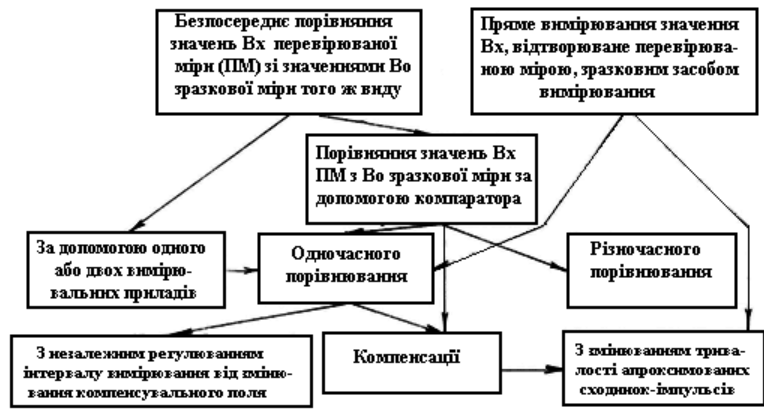 Безпосереднє порівняння
значень Вх перевірюваної
міри (ПМ) зі значеннями Во
зразкової міри того ж виду
Пряме вимірювання значення
Вх, відтворюване перевірюва-
ною мірою, зразковим засобом
вимірювання
Порівняння значень Вх
ПМ з Во зразкової міри за
допомогою компаратора
За допомогою одного
або двох вимірю-
вальних приладів
Одночасного
порівнювання
Різночасного
порівнювання
З незалежним регулюванням
інтервалу вимірювання від зміню-
вання компенсувального поля
Компенсації
З змінюванням трива-
лості апроксимованих
сходинок-імпульсів